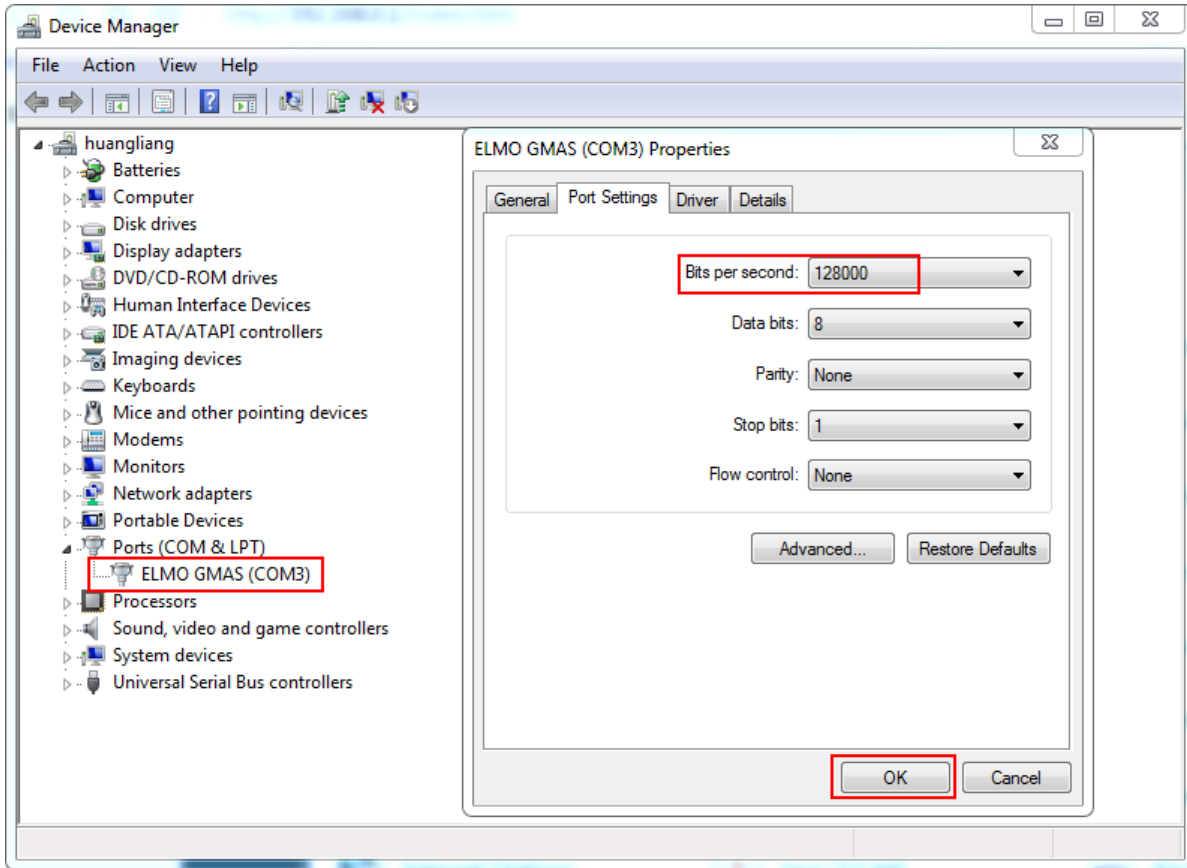 Device Manager
File Action View Help
huangliang
Batteries
Computer
Disk drives
Display adapters
DVD/CD-ROM drives
Human Interface Devices
IDE ATA/ATAPI controllers
Imaging devices
Keyboards
Mice and other pointing devices
Modems
Monitors
Network adapters
Portable Devices
Ports (COM & LPT)
ELMO GMAS (COM3)
Processors
Sound, video and game controllers
System devices
Universal Serial Bus controllers
ELMO GMAS (COM3) Properties
General Port Settings Driver Details
Bits per second: 128000
Data bits: 8
Parity: None
Stop bits: 1
Flow control: None
Advanced... Restore Defaults
OK Cancel